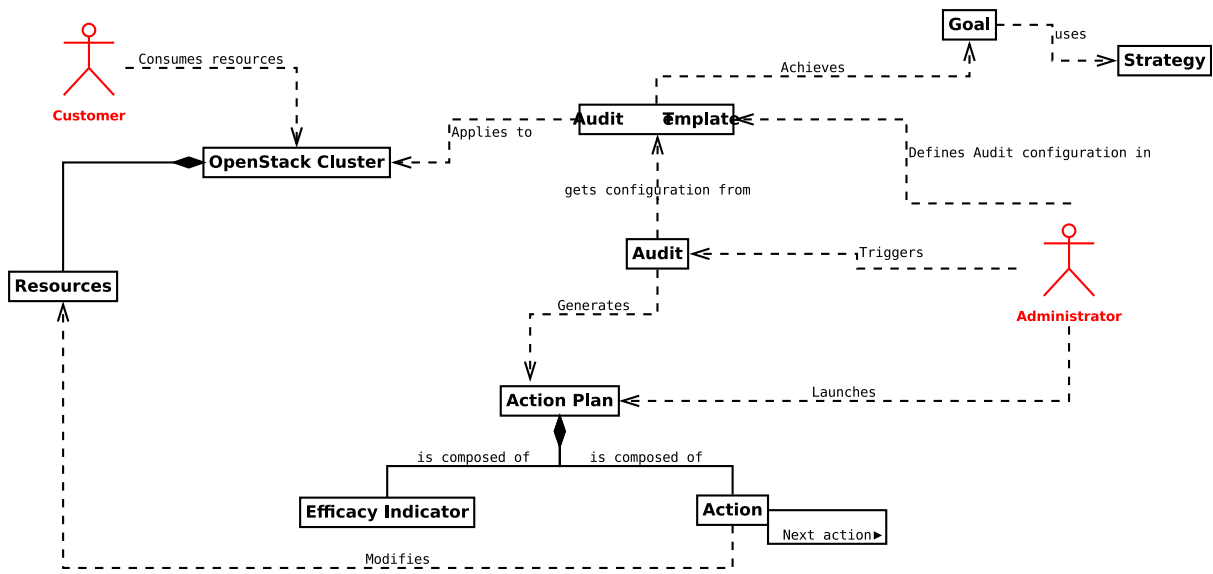 Goal
uses
Strategy
Consumes resources
Achieves
Customer
Audit Template
Applies to
OpenStack Cluster
Defines Audit configuration in
gets configuration from
Audit
Triggers
Resources
Generates
Administrator
Action Plan
Launches
is composed of
is composed of
Efficacy Indicator
Action
Next action
Modifies